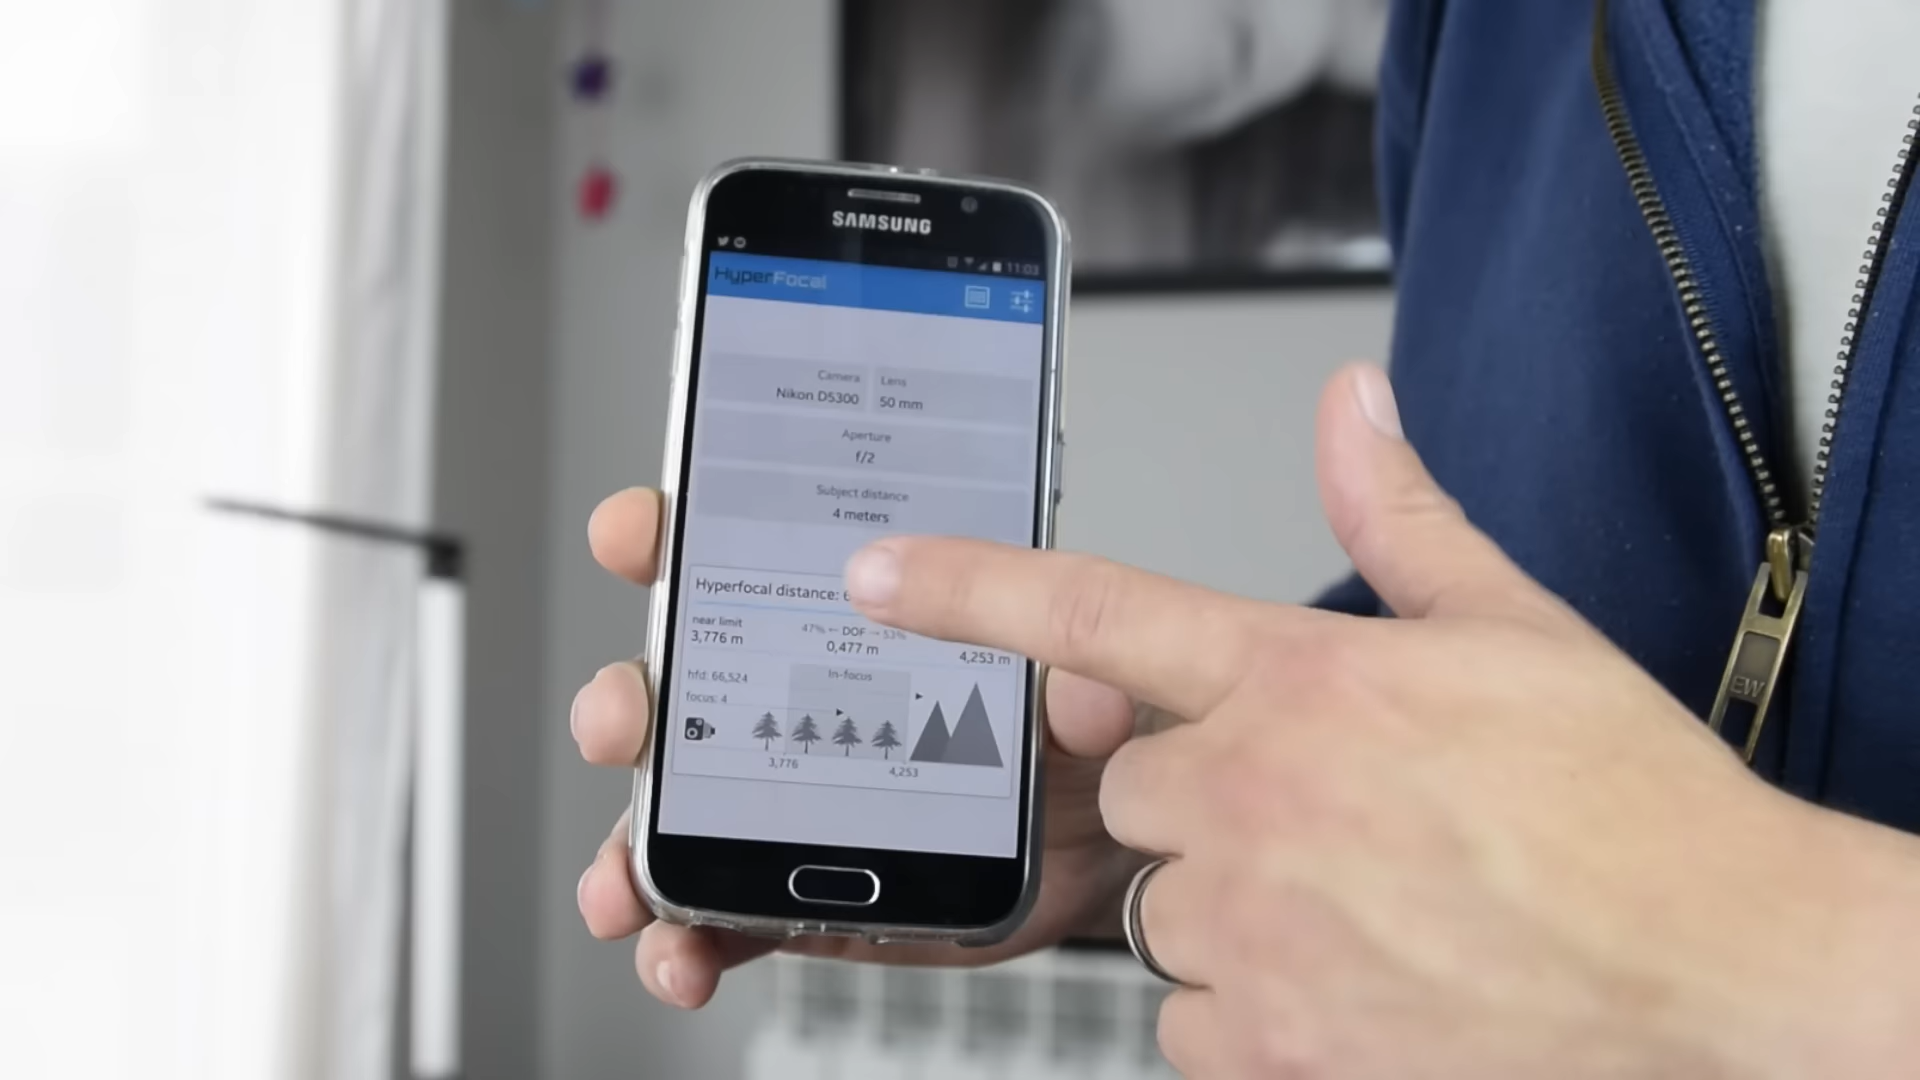 SAMSUNG
11:03
HyperFocal
Camera
Nikon D5300
Lens
50 mm
Aperture
f/2
Subject distance
4 meters
Hyperfocal distance: 6
near limit
3,776 m
47% ← DOF → 53%
0,477 m
4,253 m
hfd: 66,524
focus: 4
In-focus
3,776
4,253
EW